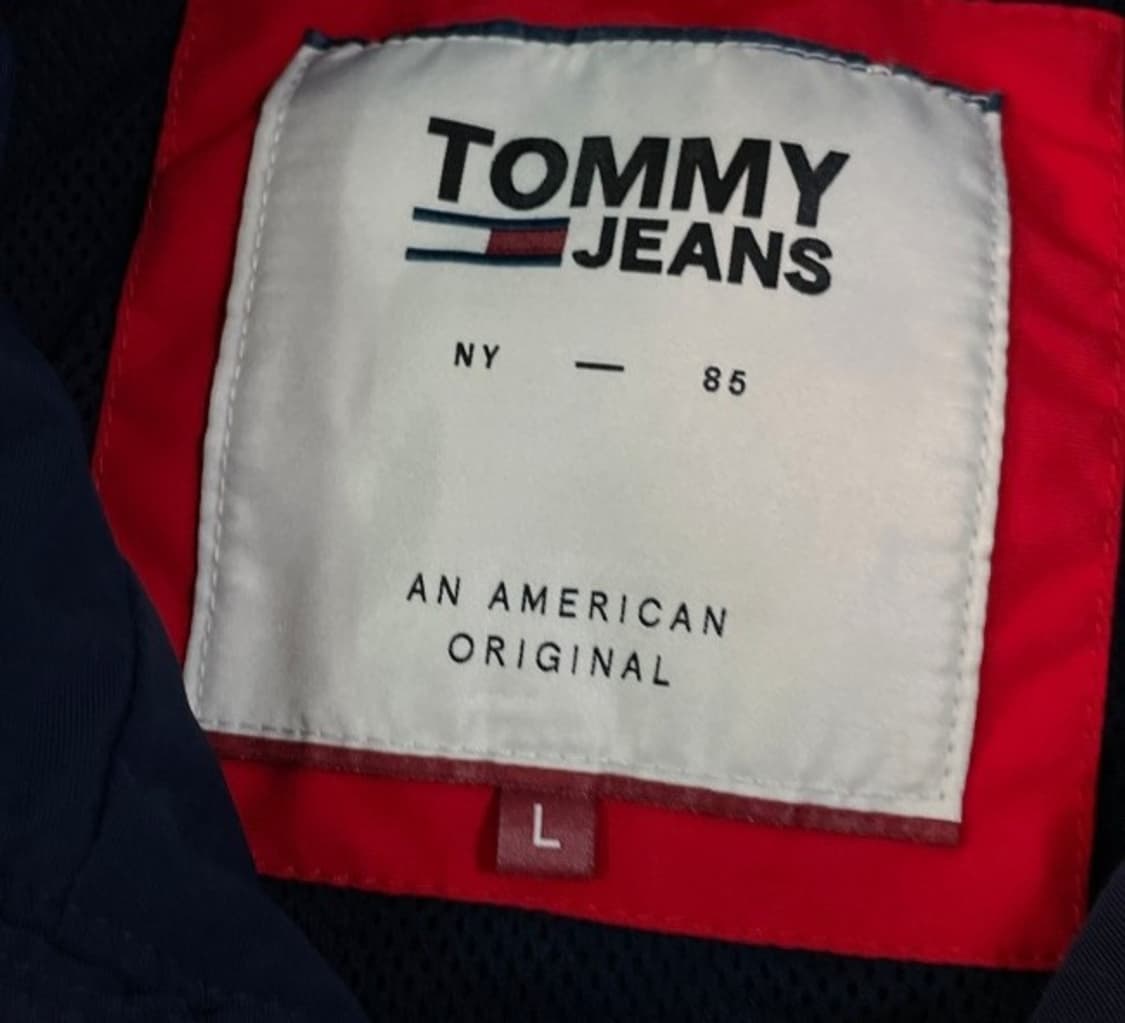 TOMMY
JEANS
NY — 85
AN AMERICAN
ORIGINAL
L